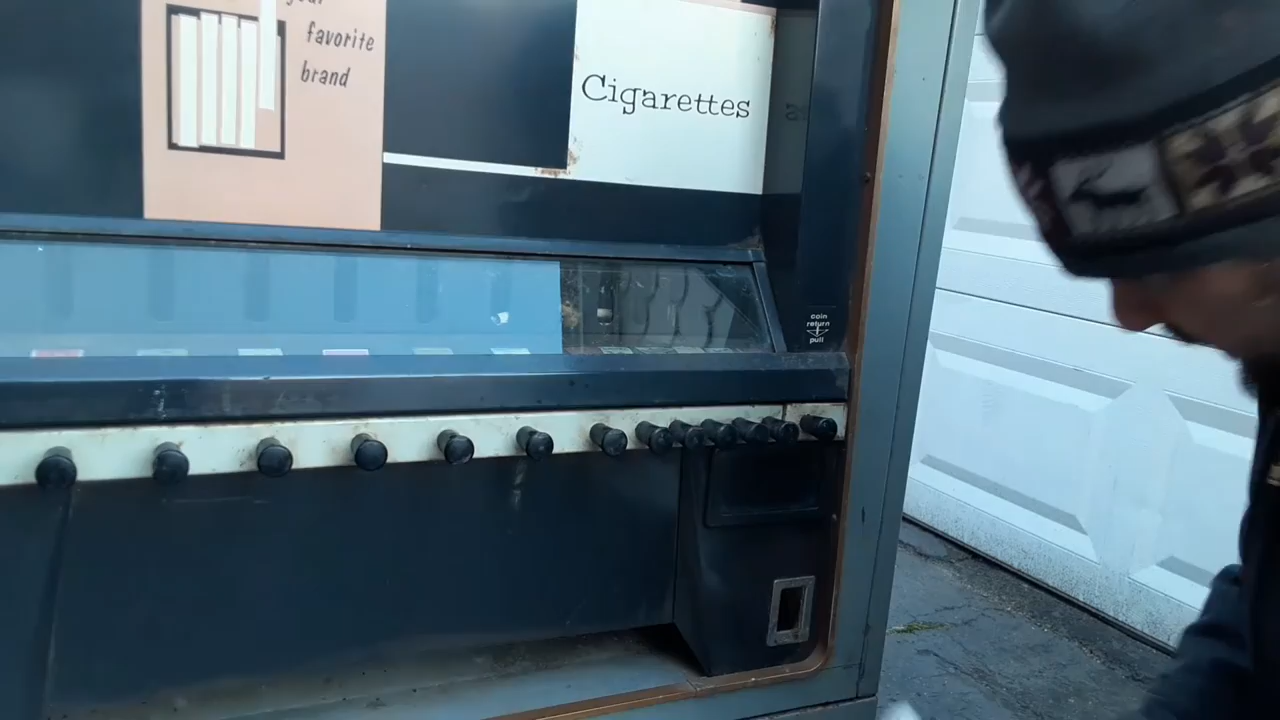 favorite
brand
Cigarettes
coin
return
pull